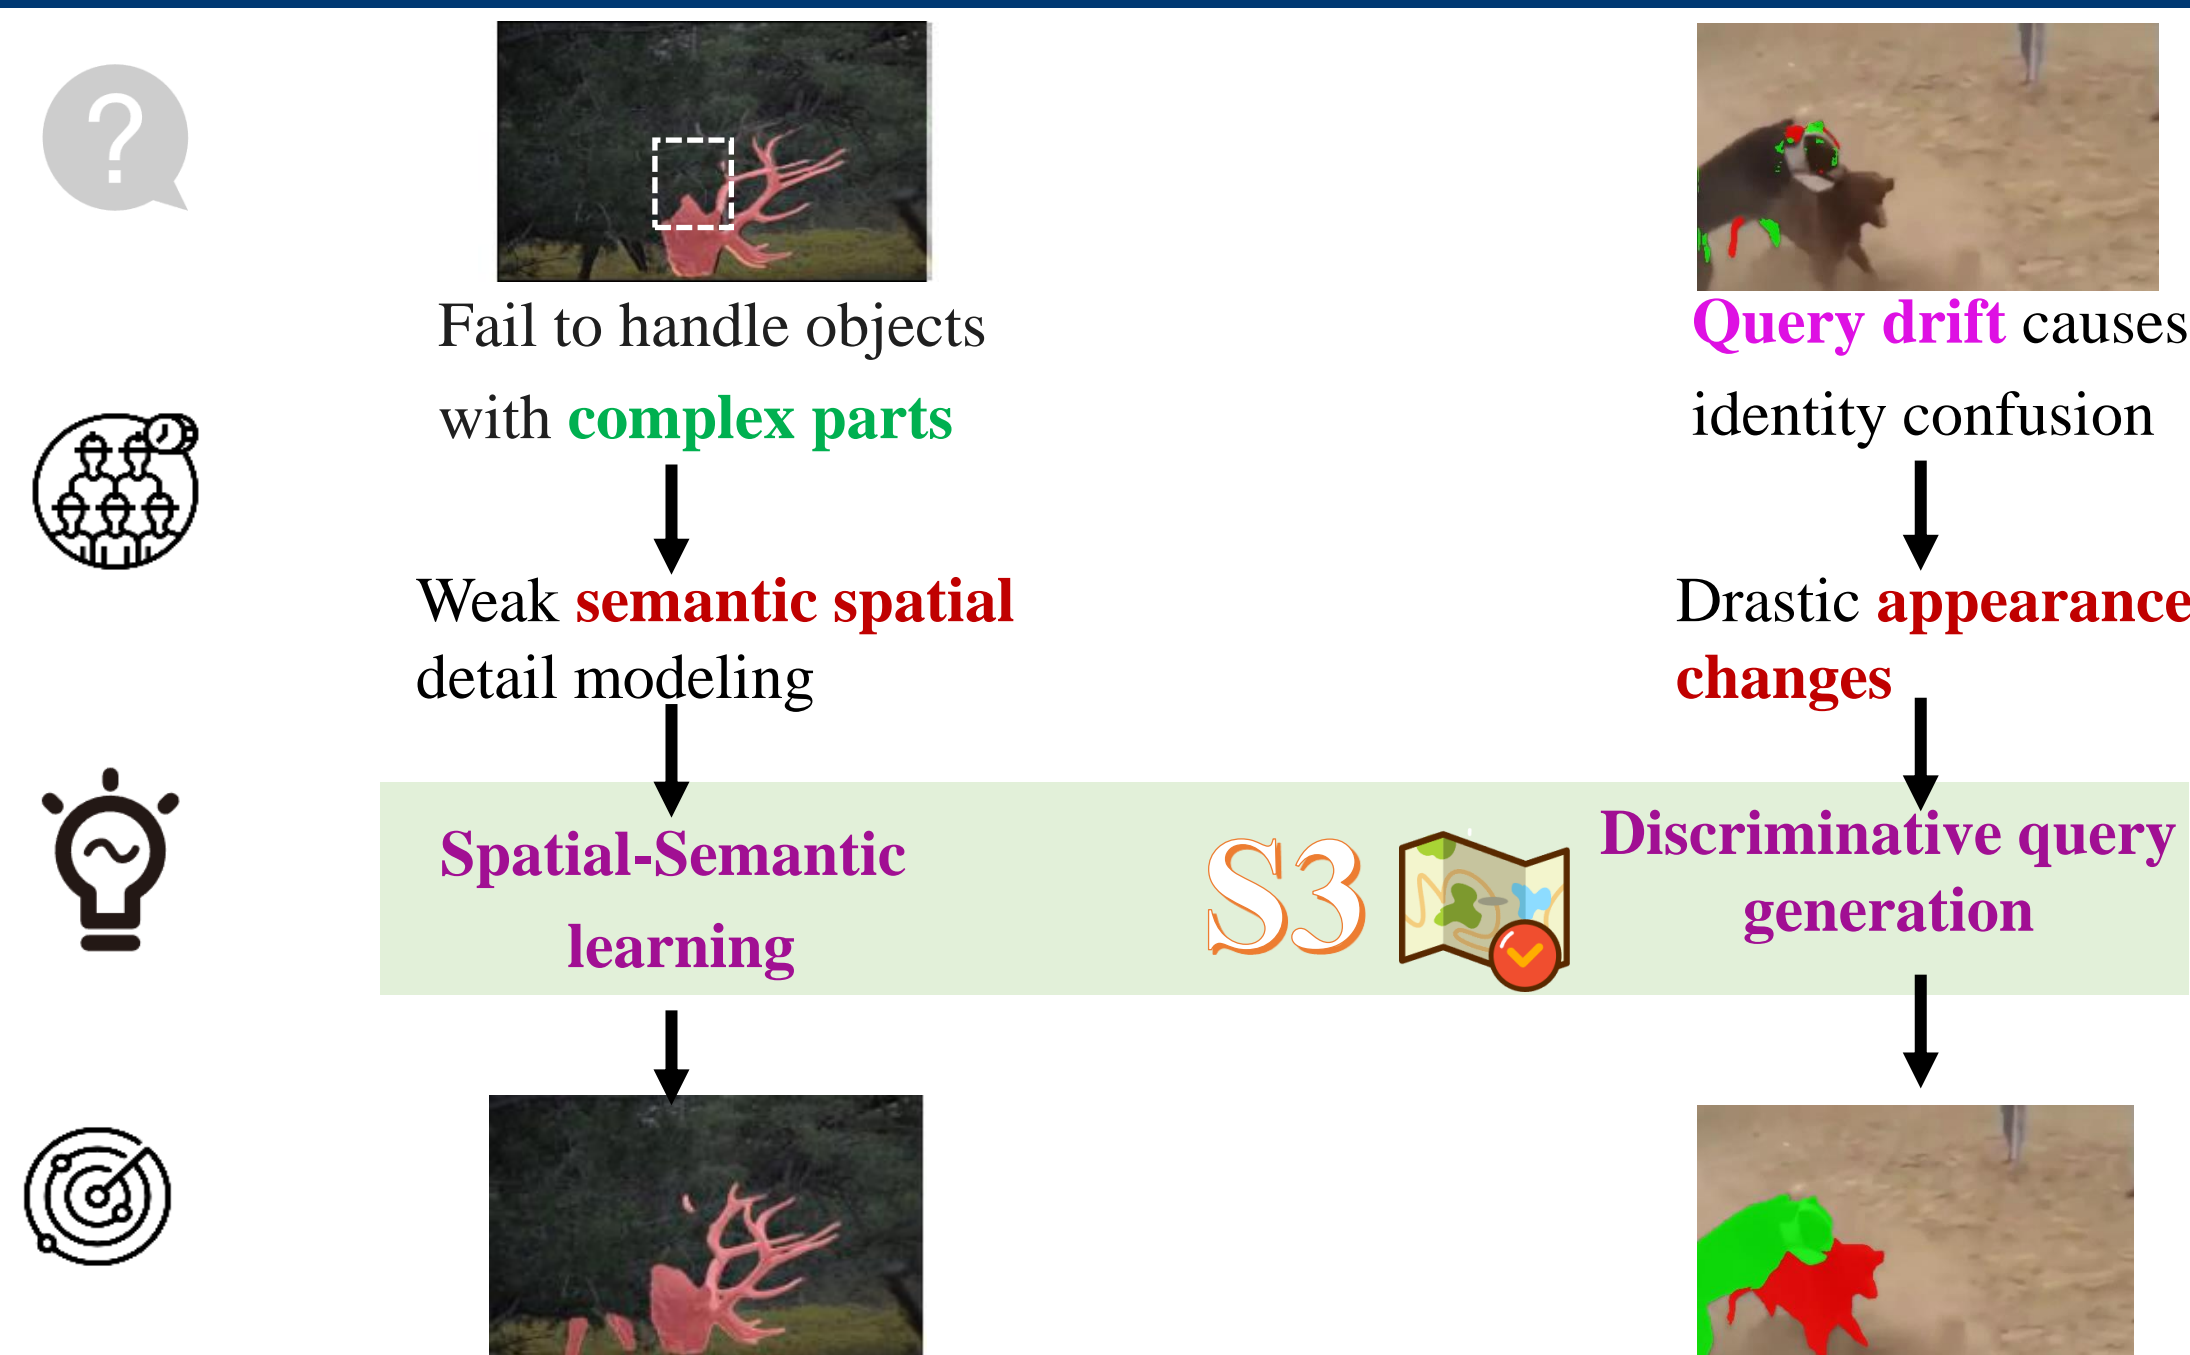 Fail to handle objects
with complex parts
Weak semantic spatial
detail modeling
Spatial-Semantic
learning
S3
Query drift causes
identity confusion
Drastic appearance
changes
Discriminative query
generation